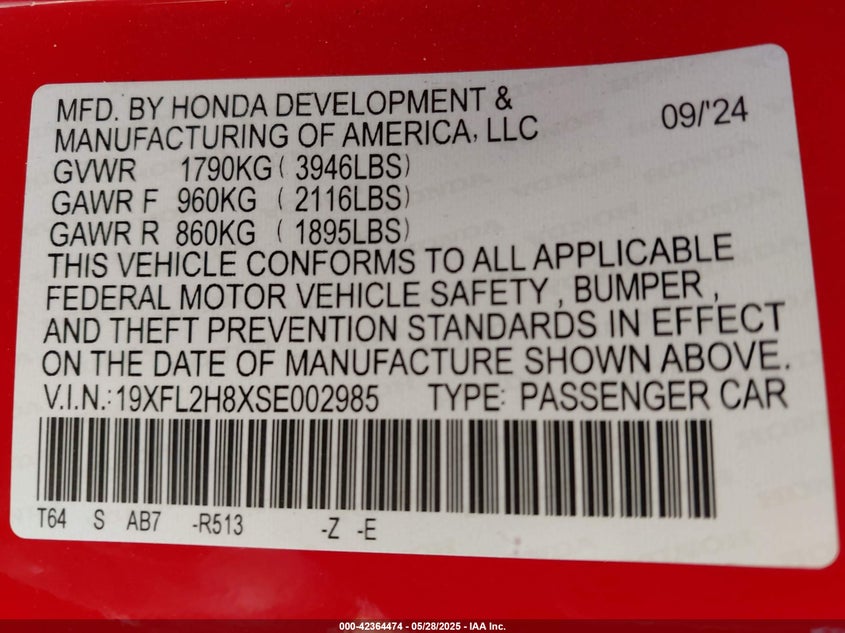 MFD. BY HONDA DEVELOPMENT &
MANUFACTURING OF AMERICA, LLC 09/'24
GVWR 1790KG ( 3946LBS)
GAWR F 960KG ( 2116LBS)
GAWR R 860KG ( 1895LBS)
THIS VEHICLE CONFORMS TO ALL APPLICABLE
FEDERAL MOTOR VEHICLE SAFETY , BUMPER ,
AND THEFT PREVENTION STANDARDS IN EFFECT
ON THE DATE OF MANUFACTURE SHOWN ABOVE.
V.I.N.: 19XFL2H8XSE002985 TYPE: PASSENGER CAR
T64 S AB7 -R513 -Z -E
000-42364474 - 05/28/2025 - IAA Inc.